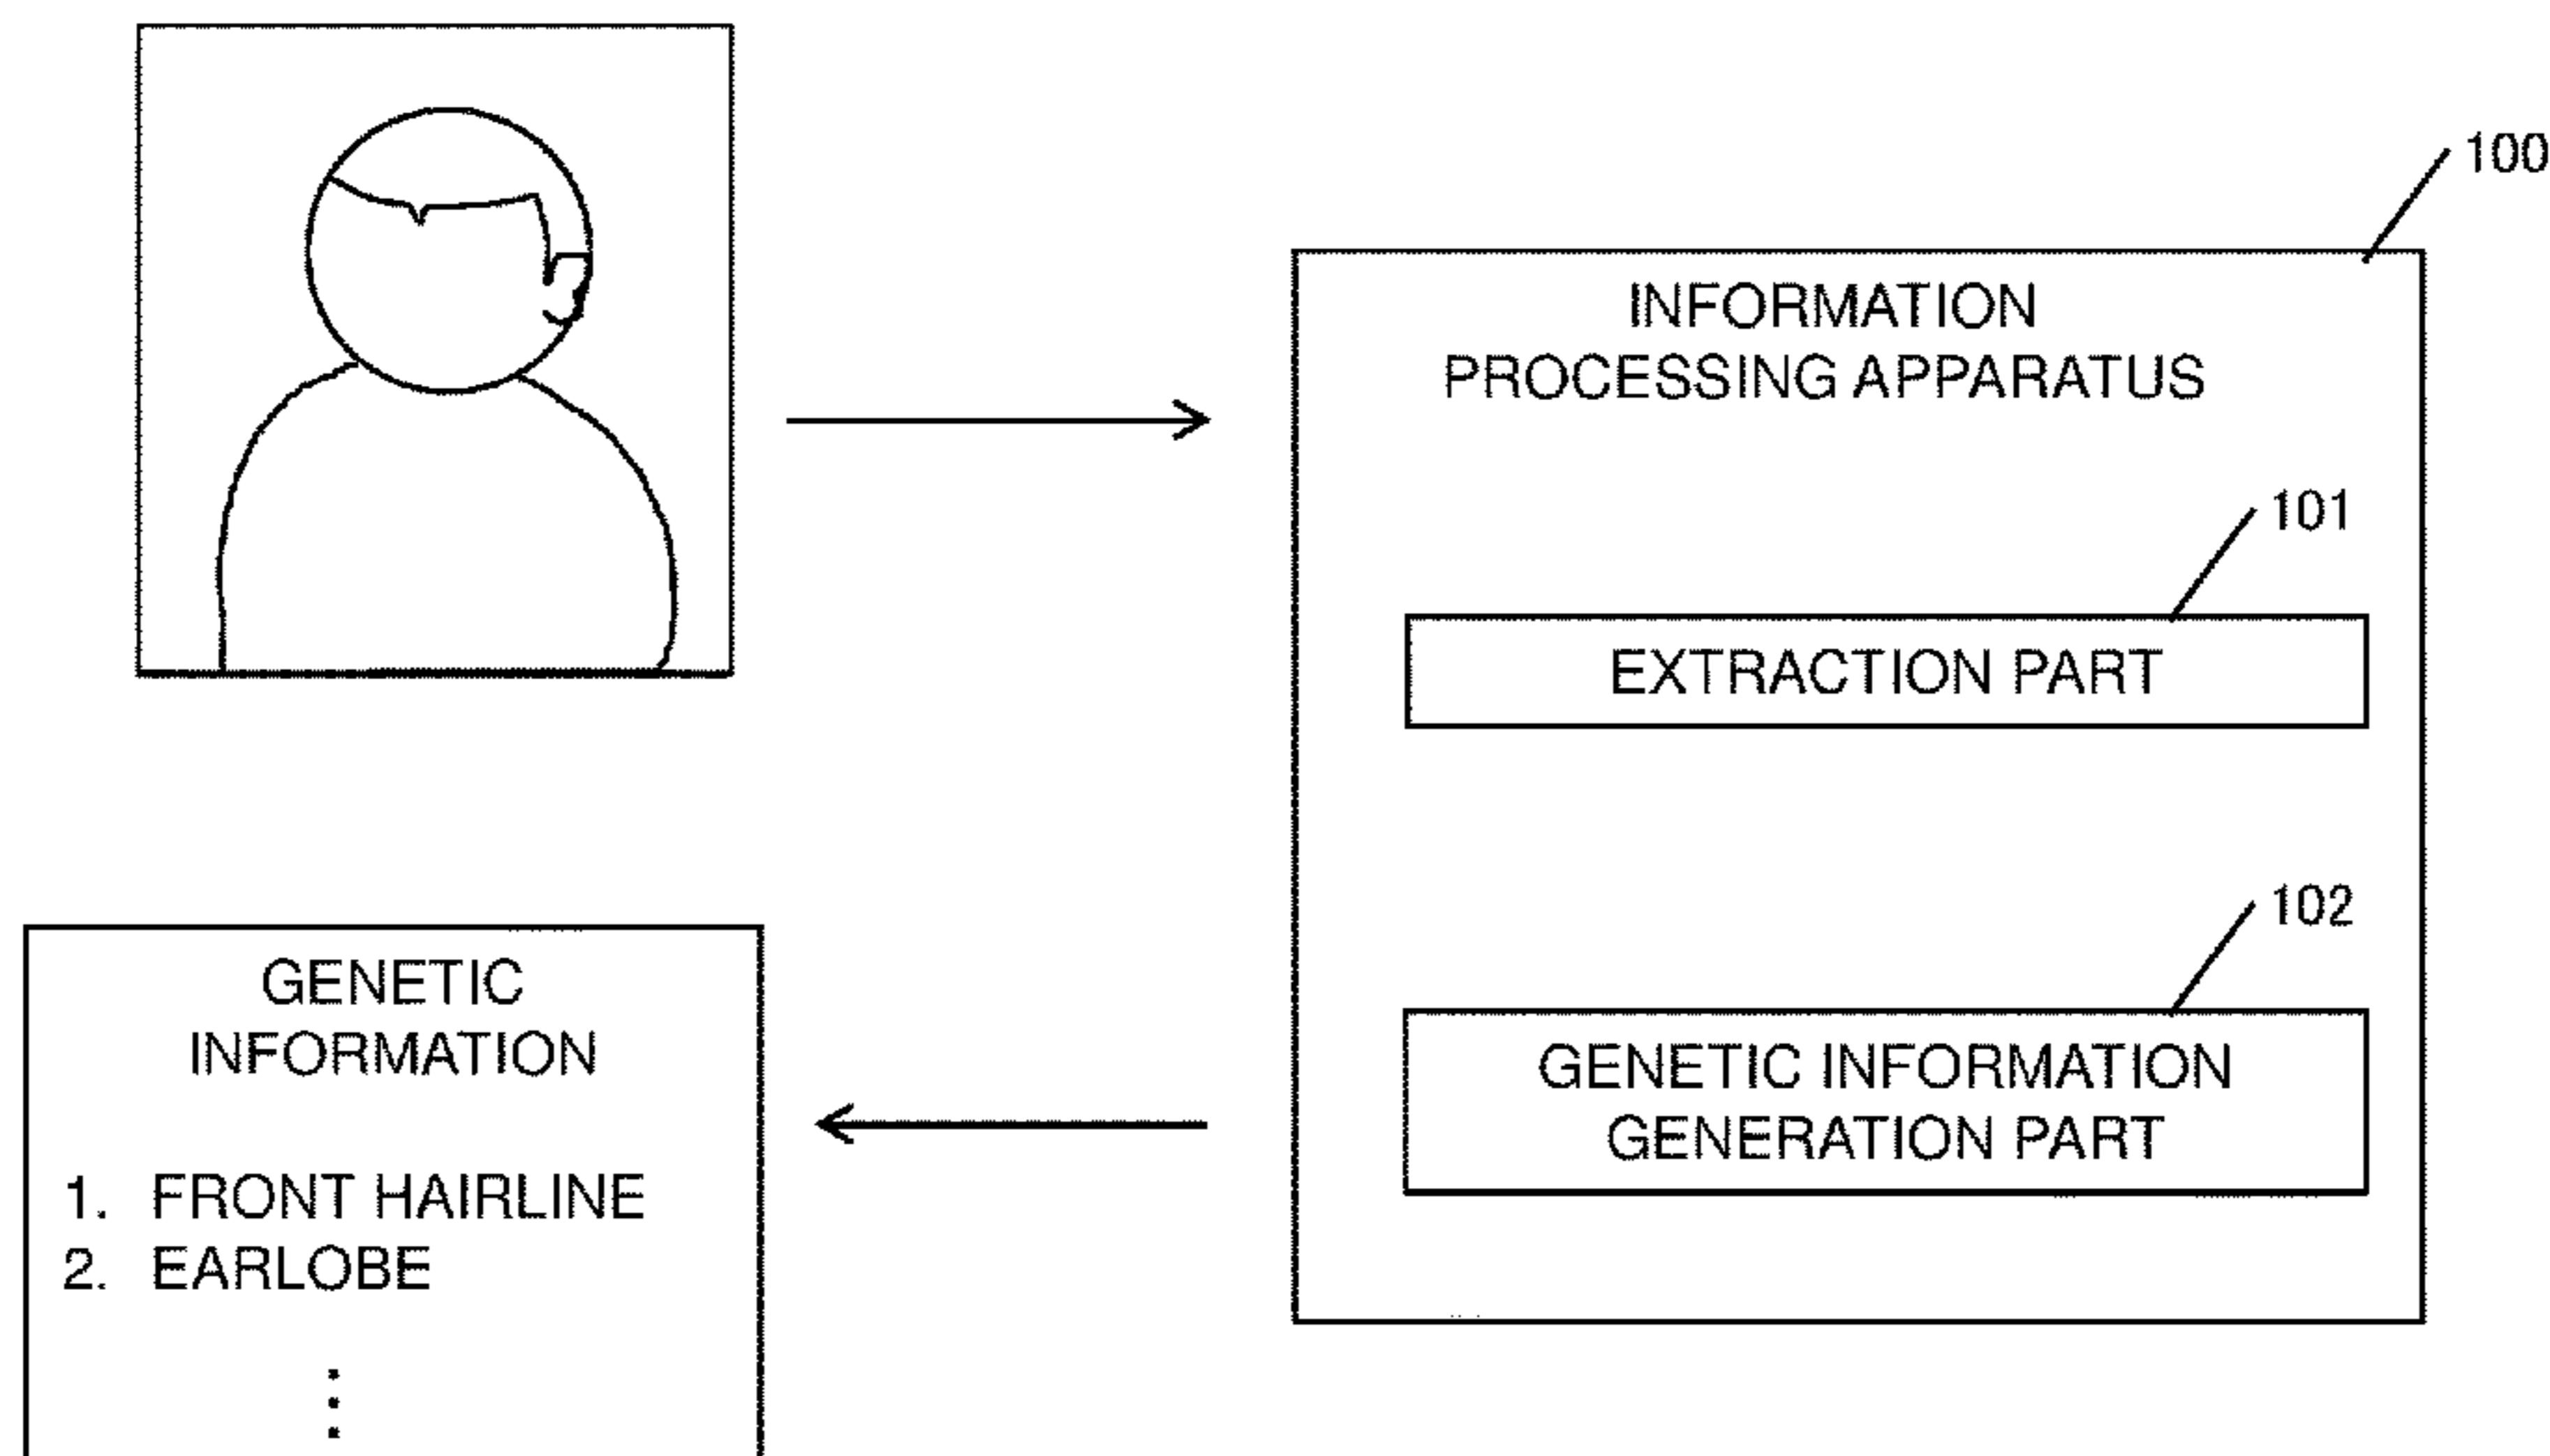 100
INFORMATION
PROCESSING APPARATUS
101
EXTRACTION PART
102
GENETIC INFORMATION
GENERATION PART
GENETIC
INFORMATION
1. FRONT HAIRLINE
2. EARLOBE
⋮